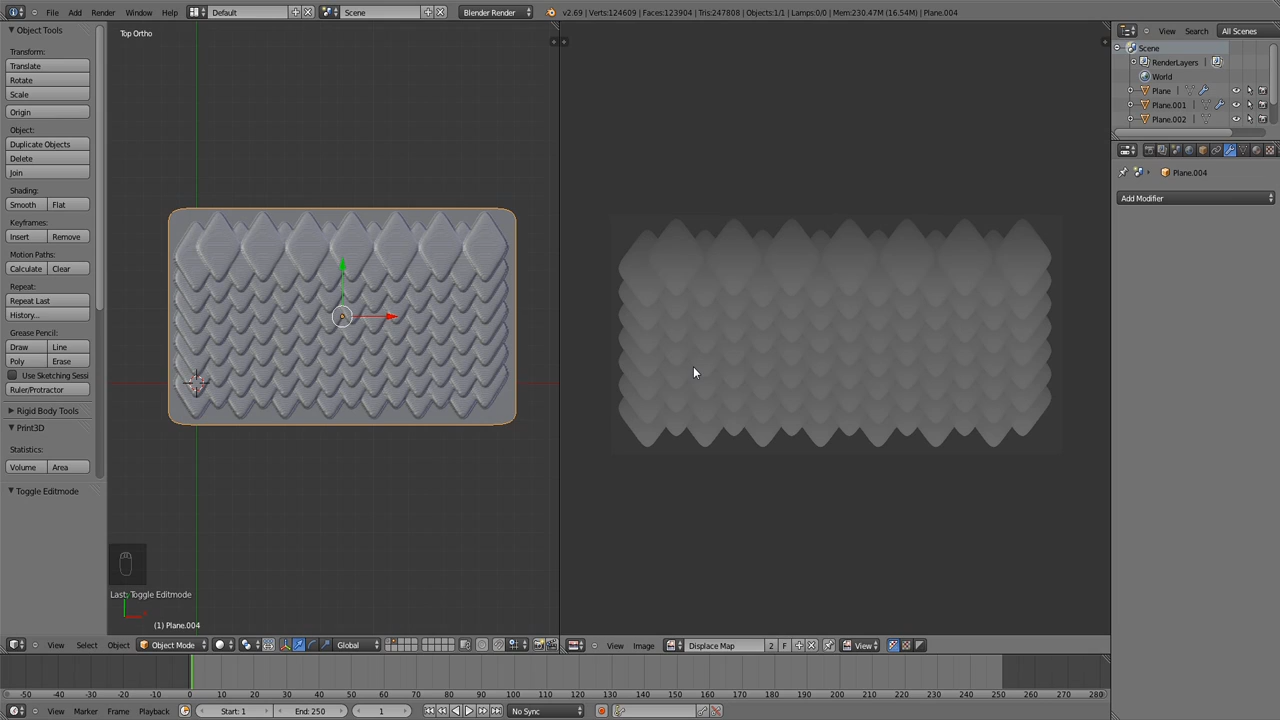 File Render Window Help Default Scene Blender Render v2.69 | Verts:124609 | Faces:123904 | Tris:247808 | Objects:1/1 | Lamps:0/0 | Mem:230.47M (16.54M) | Plane.004
Object Tools
Transform:
Translate
Rotate
Scale
Origin
Object:
Duplicate Objects
Delete
Join
Shading:
Smooth Flat
Keyframes:
Insert Remove
Motion Paths:
Calculate Clear
Repeat:
Repeat Last
History...
Grease Pencil:
Draw Line
Poly Erase
Use Sketching Sessi
Ruler/Protractor
Rigid Body Tools
Print3D
Statistics:
Volume Area
Toggle Editmode
Top Ortho
Last: Toggle Editmode
(1) Plane.004
View Select Object Object Mode Global
View Image Displace Map 2 F View
View Search All Scenes
Scene
RenderLayers
World
Plane
Plane.001
Plane.002
Plane.004
Add Modifier
-50 -40 -30 -20 -10 0 10 20 30 40 50 60 70 80 90 100 110 120 130 140 150 160 170 180 190 200 210 220 230 240 250 260 270 280
View Marker Frame Playback Start: 1 End: 250 1 No Sync